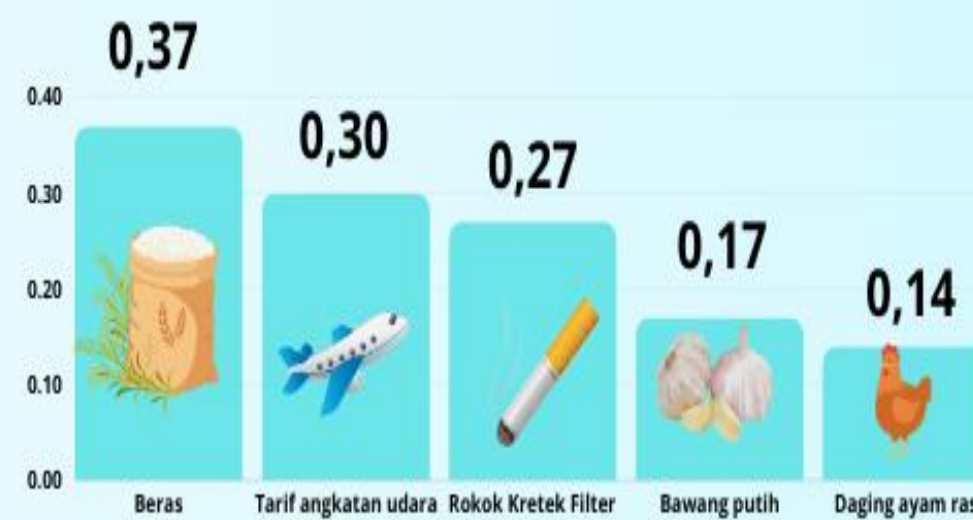 0,37
0,30
0,27
0,17
0,14
0.40
0.30
0.20
0.10
0.00
Beras
Tarif angkatan udara
Rokok Kretek Filter
Bawang putih
Daging ayam ras